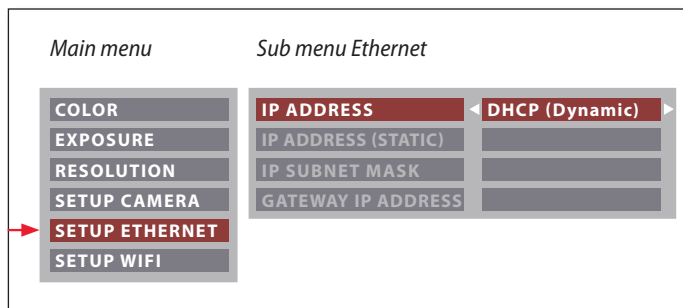 Main menu
Sub menu Ethernet
COLOR
EXPOSURE
RESOLUTION
SETUP CAMERA
SETUP ETHERNET
SETUP WIFI
IP ADDRESS DHCP (Dynamic)
IP ADDRESS (STATIC)
IP SUBNET MASK
GATEWAY IP ADDRESS